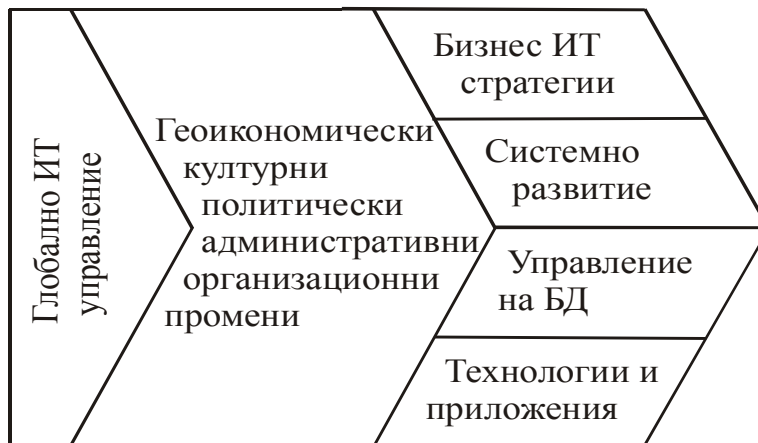 Глобално ИТ
управление
Геоикономически
културни
политически
административни
организационни
промени
Бизнес ИТ
стратегии
Системно
развитие
Управление
на БД
Технологии и
приложения